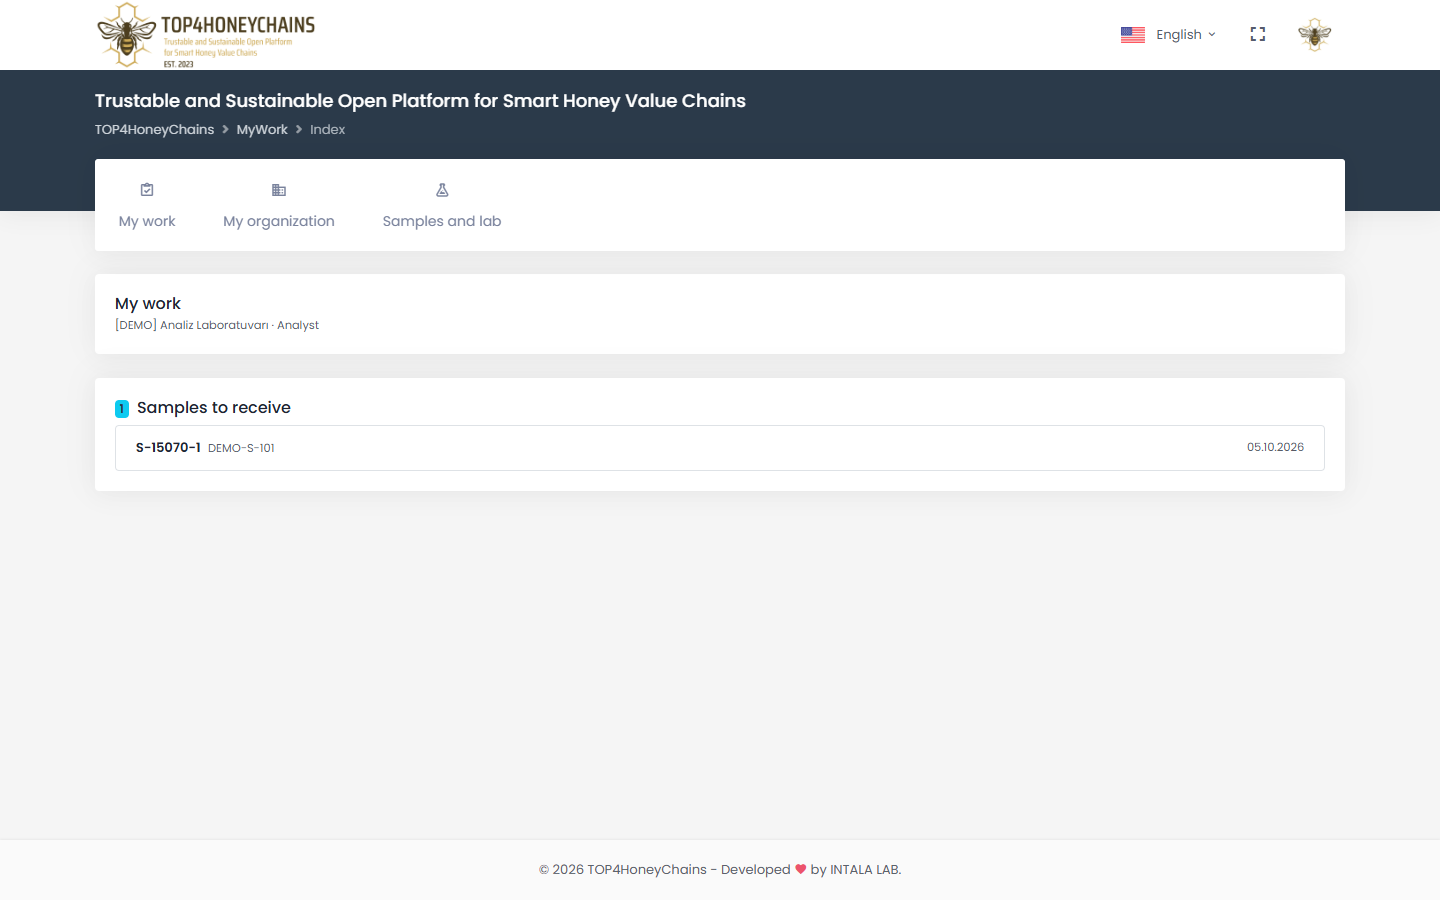 TOP4HONEYCHAINS
Trustable and Sustainable Open Platform
for Smart Honey Value Chains
EST. 2023
English
Trustable and Sustainable Open Platform for Smart Honey Value Chains
TOP4HoneyChains > MyWork > Index
My work
My organization
Samples and lab
My work
[DEMO] Analiz Laboratuvarı · Analyst
1 Samples to receive
S-15070-1 DEMO-S-101 05.10.2026
© 2026 TOP4HoneyChains - Developed ❤ by INTALA LAB.